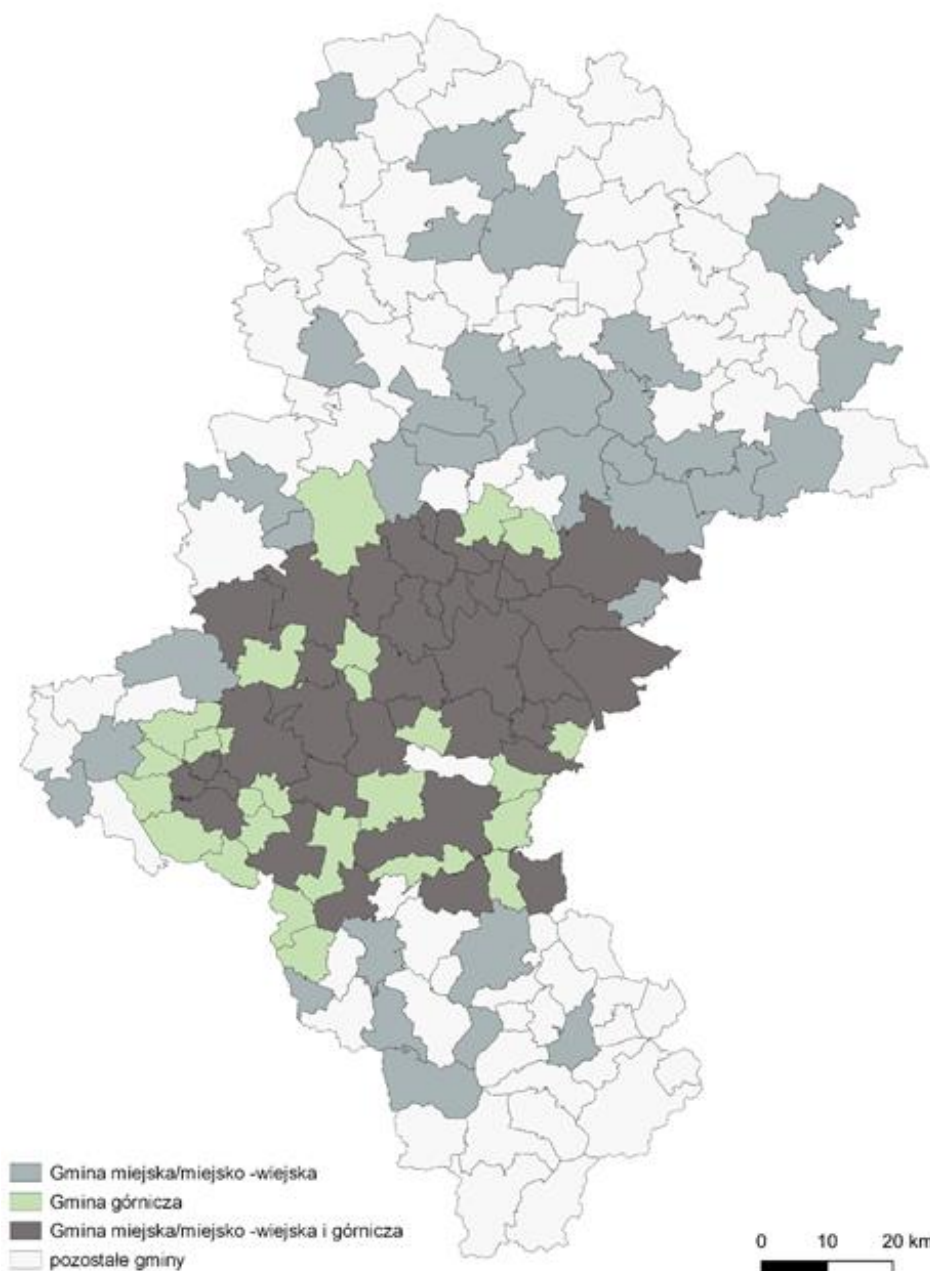 Gmina miejska/miejsko -wiejska
Gmina górnicza
Gmina miejska/miejsko -wiejska i górnicza
pozostałe gminy
0 10 20 km